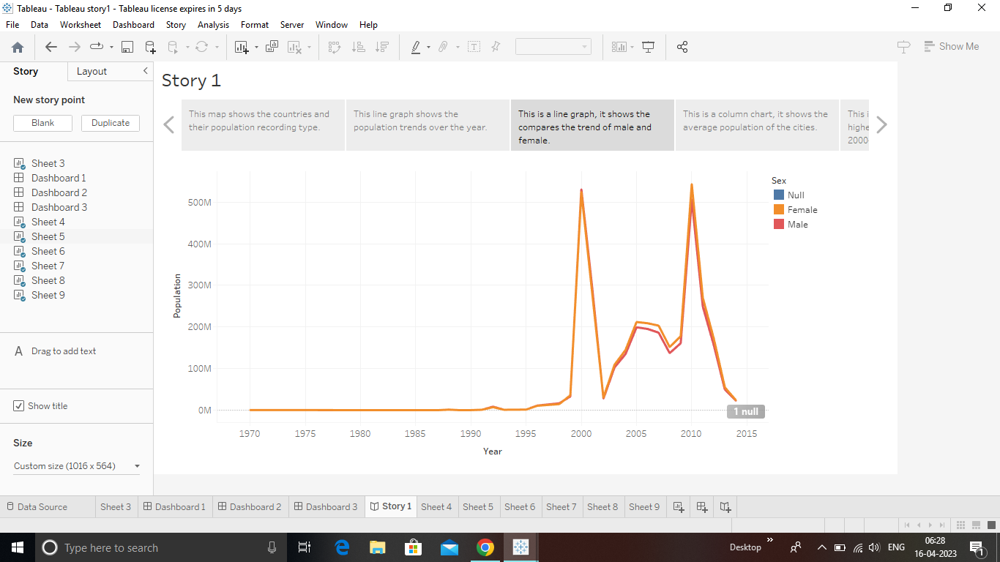 Tableau - Tableau story1 - Tableau license expires in 5 days
File Data Worksheet Dashboard Story Analysis Format Server Window Help
Show Me
Story Layout
New story point
Blank Duplicate
Sheet 3
Dashboard 1
Dashboard 2
Dashboard 3
Sheet 4
Sheet 5
Sheet 6
Sheet 7
Sheet 8
Sheet 9
A Drag to add text
Show title
Size
Custom size (1016 x 564)
Story 1
This map shows the countries and
their population recording type.
This line graph shows the
population trends over the year.
This is a line graph, it shows the
compares the trend of male and
female.
This is a column chart, it shows the
average population of the cities.
This i
highe
2000
Population
500M
400M
300M
200M
100M
0M
1970 1975 1980 1985 1990 1995 2000 2005 2010 2015
Year
1 null
Sex
Null
Female
Male
Data Source Sheet 3 Dashboard 1 Dashboard 2 Dashboard 3 Story 1 Sheet 4 Sheet 5 Sheet 6 Sheet 7 Sheet 8 Sheet 9
Type here to search
Desktop
ENG
06:28
16-04-2023
1